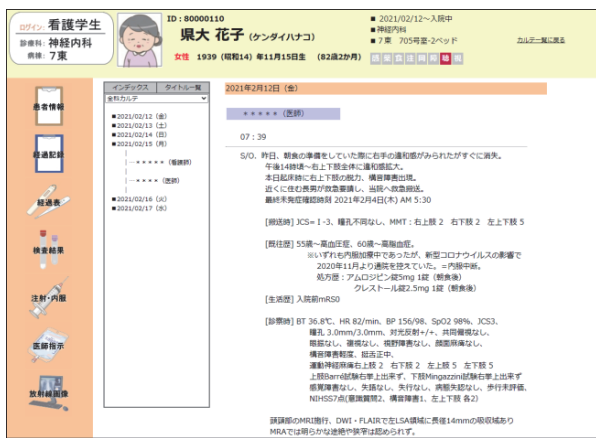 ログイン: 看護学生
診療科: 神経内科
病棟: 7東
ID:80000110
県大 花子 (ケンダイハナコ)
女性 1939 (昭和14) 年11月15日生 (82歳2か月)
■ 2021/02/12～入院中
■神経内科
■7東 705号室-2ベッド
感 栄 食 注 同 尿 聴 視
カルテ一覧に戻る
患者情報
経過記録
経過表
検査結果
注射・内服
医師指示
放射線画像
インデックス タイトル一覧
全科カルテ
■2021/02/12 (金)
■2021/02/13 (土)
■2021/02/14 (日)
■2021/02/15 (月)
****＊ (看護師)
****＊ (医師)
■2021/02/16 (火)
■2021/02/17 (水)
2021年2月12日 (金)
＊＊＊＊＊ (医師)
07:39
S/O. 昨日、朝食の準備をしていた際に右手の違和感がみられたがすぐに消失。
午後14時頃～右上下肢全体に違和感拡大。
本日起床時に右上下肢の脱力、構音障害出現。
近くに住む長男が救急要請し、当院へ救急搬送。
最終未発症確認時刻 2021年2月4日(木) AM 5:30
[搬送時] JCS=Ⅰ-3、瞳孔不同なし、MMT:右上肢 2 右下肢 2 左上下肢 5
[既往歴] 55歳～高血圧症、60歳～高脂血症。
※いずれも内服加療中であったが、新型コロナウイルスの影響で
2020年11月より通院を控えていた。=内服中断。
処方歴:アムロジピン錠5mg 1錠 (朝食後)
クレストール錠2.5mg 1錠 (朝食後)
[生活歴] 入院前mRS0
[診察時] BT 36.8℃、HR 82/min、BP 156/98、SpO2 98%、JCS3、
瞳孔 3.0mm/3.0mm、対光反射+/+、共同偏視なし、
眼振なし、複視なし、視野障害なし、顔面麻痺なし、
構音障害軽度、挺舌正中、
運動神経麻痺右上肢 2 右下肢 2 左上肢 5 左下肢 5
上肢Barré試験右挙上出来ず、下肢Mingazzini試験右挙上出来ず
感覚障害なし、失語なし、失行なし、病態失認なし、歩行未評価、
NIHSS7点(意識質問2、構音障害1、左上下肢 各2)
頭頚部のMRI施行、DWI・FLAIRで左LSA領域に長径14mmの吸収域あり
MRAでは明らかな途絶や狭窄は認められず。